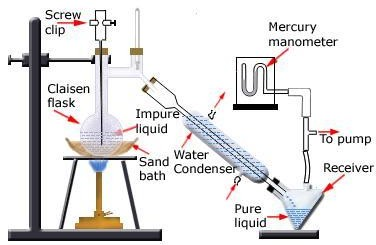 Screw
clip
Mercury
manometer
Claisen
flask
Impure
liquid
To pump
Sand
bath
Water
Condenser
Receiver
Pure
liquid